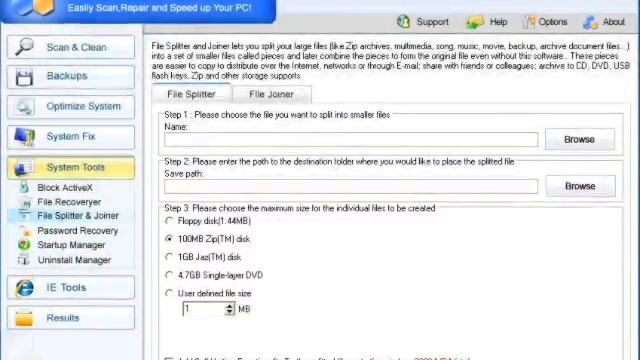 Easily Scan,Repair and Speed up Your PC!
Support
Help
Options
About
Scan & Clean
Backups
Optimize System
System Fix
System Tools
Block ActiveX
File Recoveryer
File Splitter & Joiner
Password Recovery
Startup Manager
Uninstall Manager
IE Tools
Results
File Splitter and Joiner lets you split your large files (like Zip archives, multimedia, song, music, movie, backup, archive document files...)
into a set of smaller files called pieces and later combine the pieces to form the original file even without this software.. These pieces
are easier to copy to distribute over the Internet, networks or through E-mail; share with friends or colleagues; archive to CD, DVD, USB
flash keys, Zip and other storage supports
File Splitter
File Joinner
Step 1 : Please choose the file you want to split into smaller files
Name:
Browse
Step 2: Please enter the path to the destination folder where you would like to place the splitted file
Save path:
Browse
Step 3: Please choose the maximum size for the individual files to be created
Floppy disk(1.44MB)
100MB Zip(TM) disk
1GB Jaz(TM) disk
4.7GB Single-layer DVD
User defined file size
1 MB